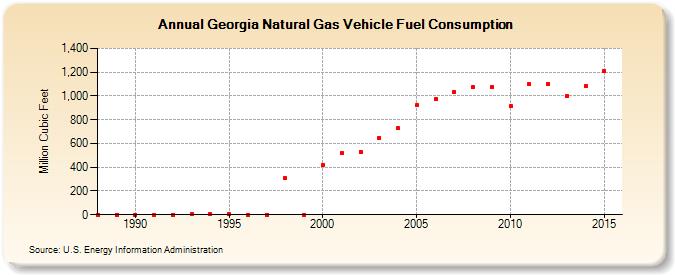 Annual Georgia Natural Gas Vehicle Fuel Consumption
Million Cubic Feet
1,400
1,200
1,000
800
600
400
200
0
1990 1995 2000 2005 2010 2015
Source: U.S. Energy Information Administration